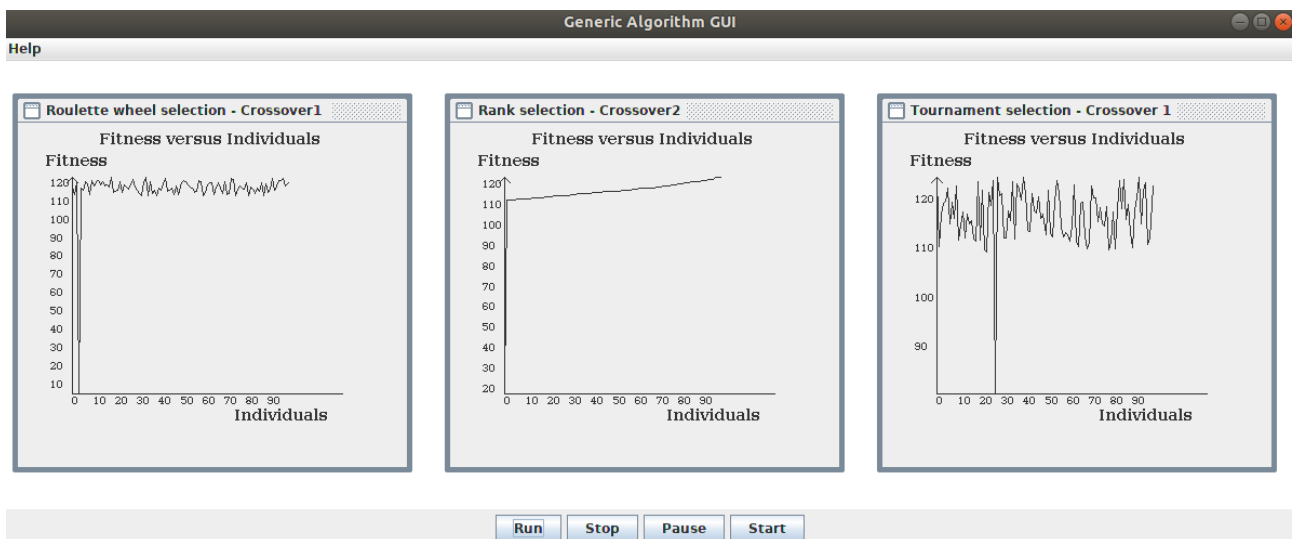 Generic Algorithm GUI
Help
Roulette wheel selection - Crossover1
Fitness versus Individuals
Fitness
120
110
100
90
80
70
60
50
40
30
20
10
0 10 20 30 40 50 60 70 80 90
Individuals
Rank selection - Crossover2
Fitness versus Individuals
Fitness
120
110
100
90
80
70
60
50
40
30
20
0 10 20 30 40 50 60 70 80 90
Individuals
Tournament selection - Crossover 1
Fitness versus Individuals
Fitness
120
110
100
90
0 10 20 30 40 50 60 70 80 90
Individuals
Run Stop Pause Start